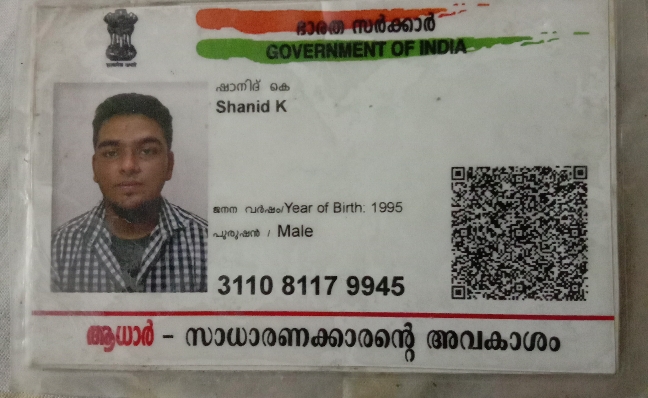 ഭാരത സർക്കാർ
GOVERNMENT OF INDIA
ഷാനിദ് കെ
Shanid K
ജനന വർഷം/Year of Birth: 1995
പുരുഷൻ / Male
3110 8117 9945
ആധാർ - സാധാരണക്കാരന്റെ അവകാശം